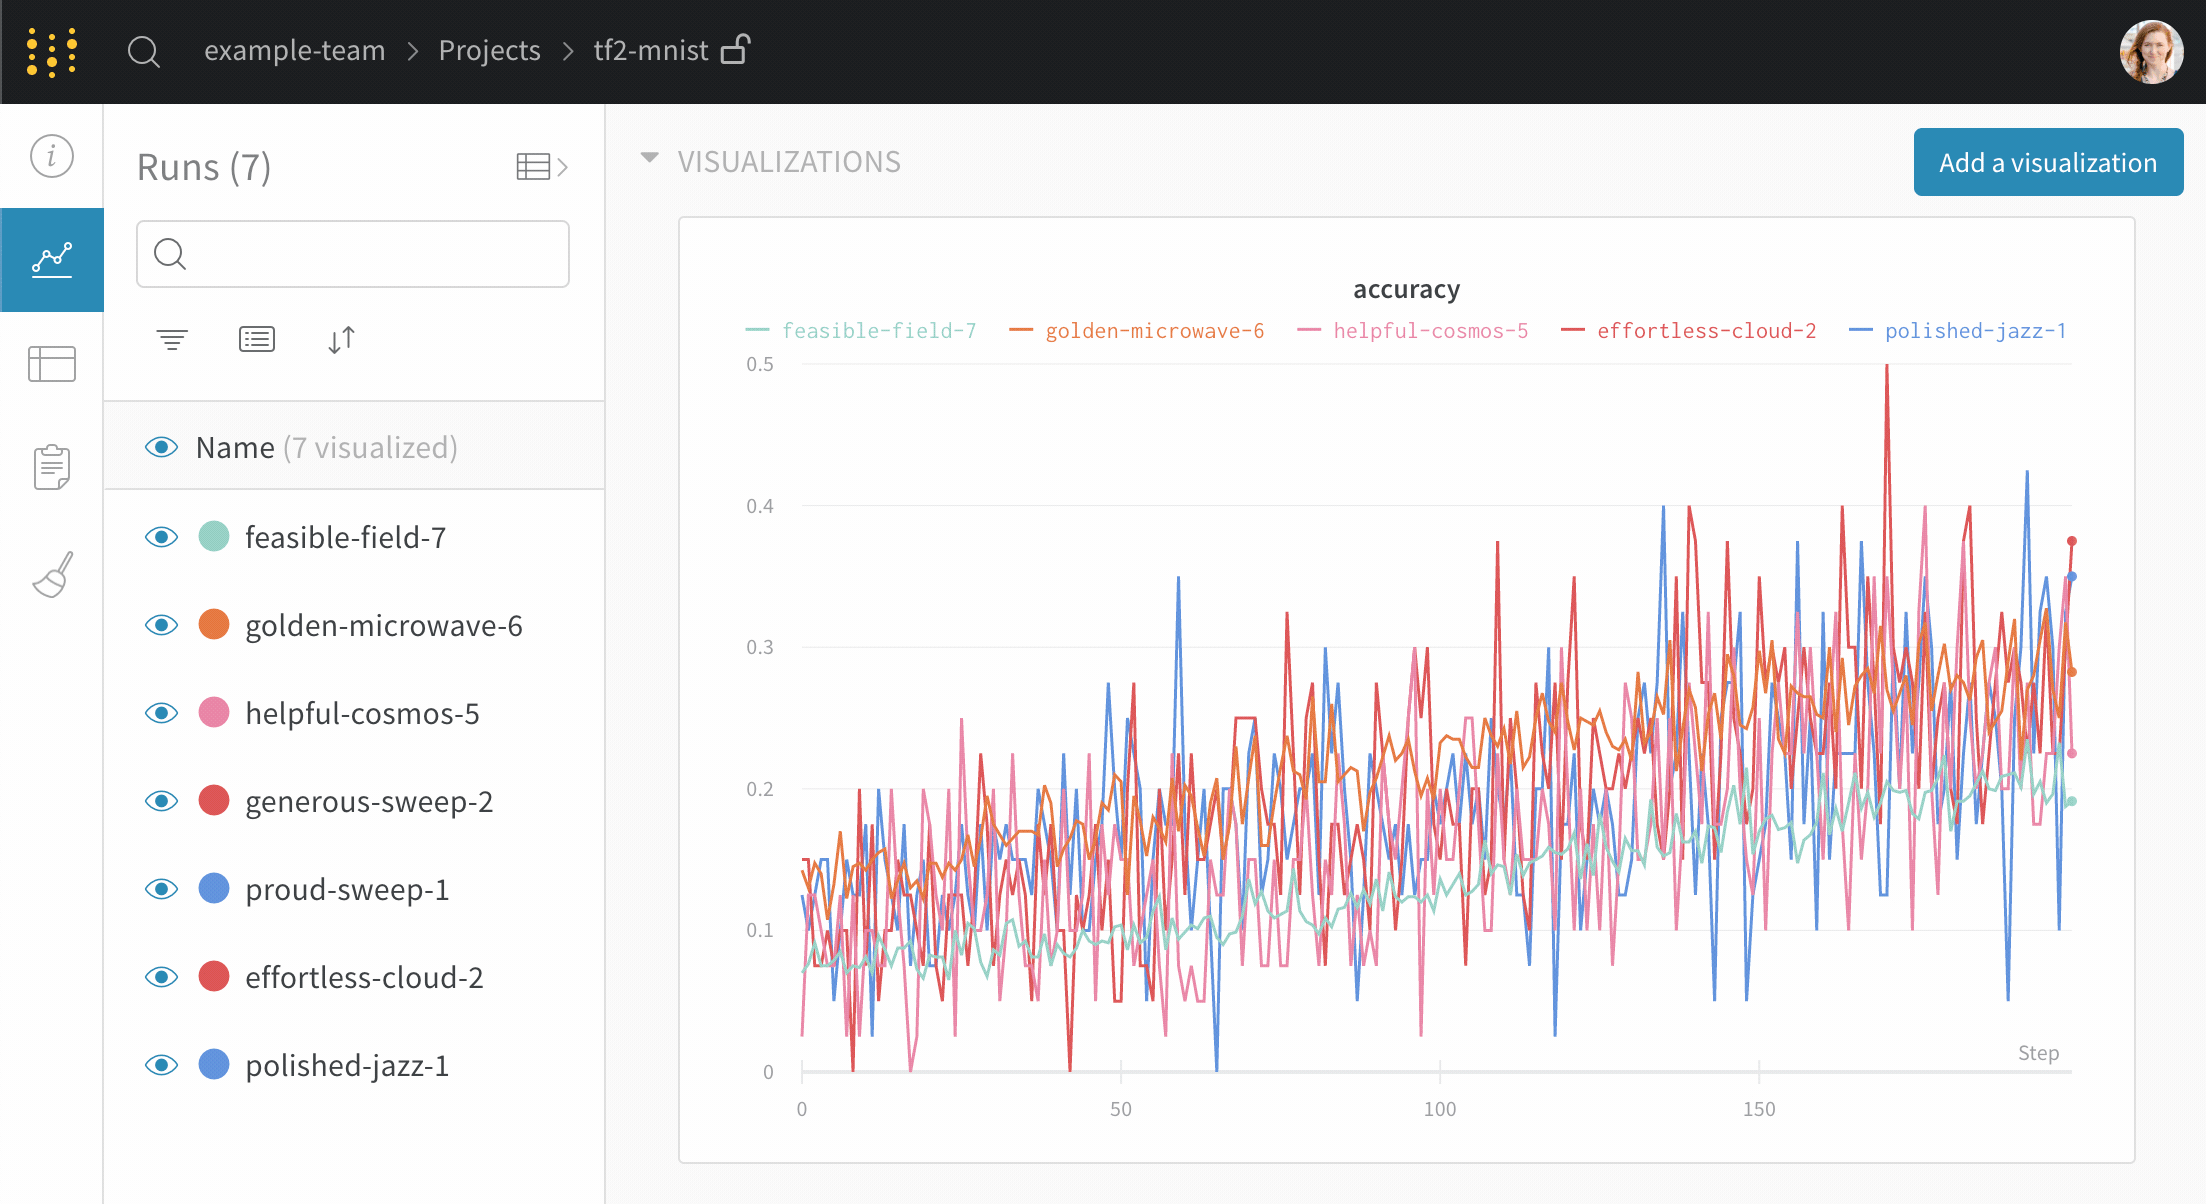 example-team > Projects > tf2-mnist
Runs (7)
Name (7 visualized)
feasible-field-7
golden-microwave-6
helpful-cosmos-5
generous-sweep-2
proud-sweep-1
effortless-cloud-2
polished-jazz-1
VISUALIZATIONS
Add a visualization
accuracy
feasible-field-7 golden-microwave-6 helpful-cosmos-5 effortless-cloud-2 polished-jazz-1
0.5
0.4
0.3
0.2
0.1
0
Step
0 50 100 150